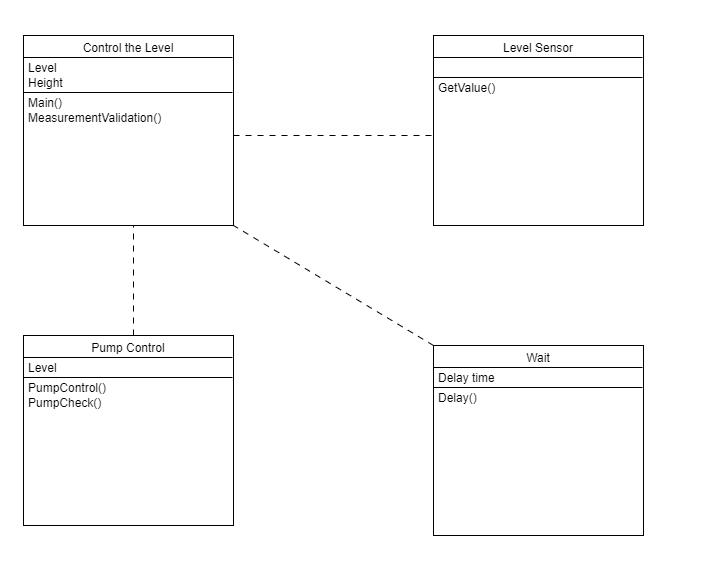 Control the Level
Level
Height
Main()
MeasurementValidation()
Level Sensor
GetValue()
Pump Control
Level
PumpControl()
PumpCheck()
Wait
Delay time
Delay()